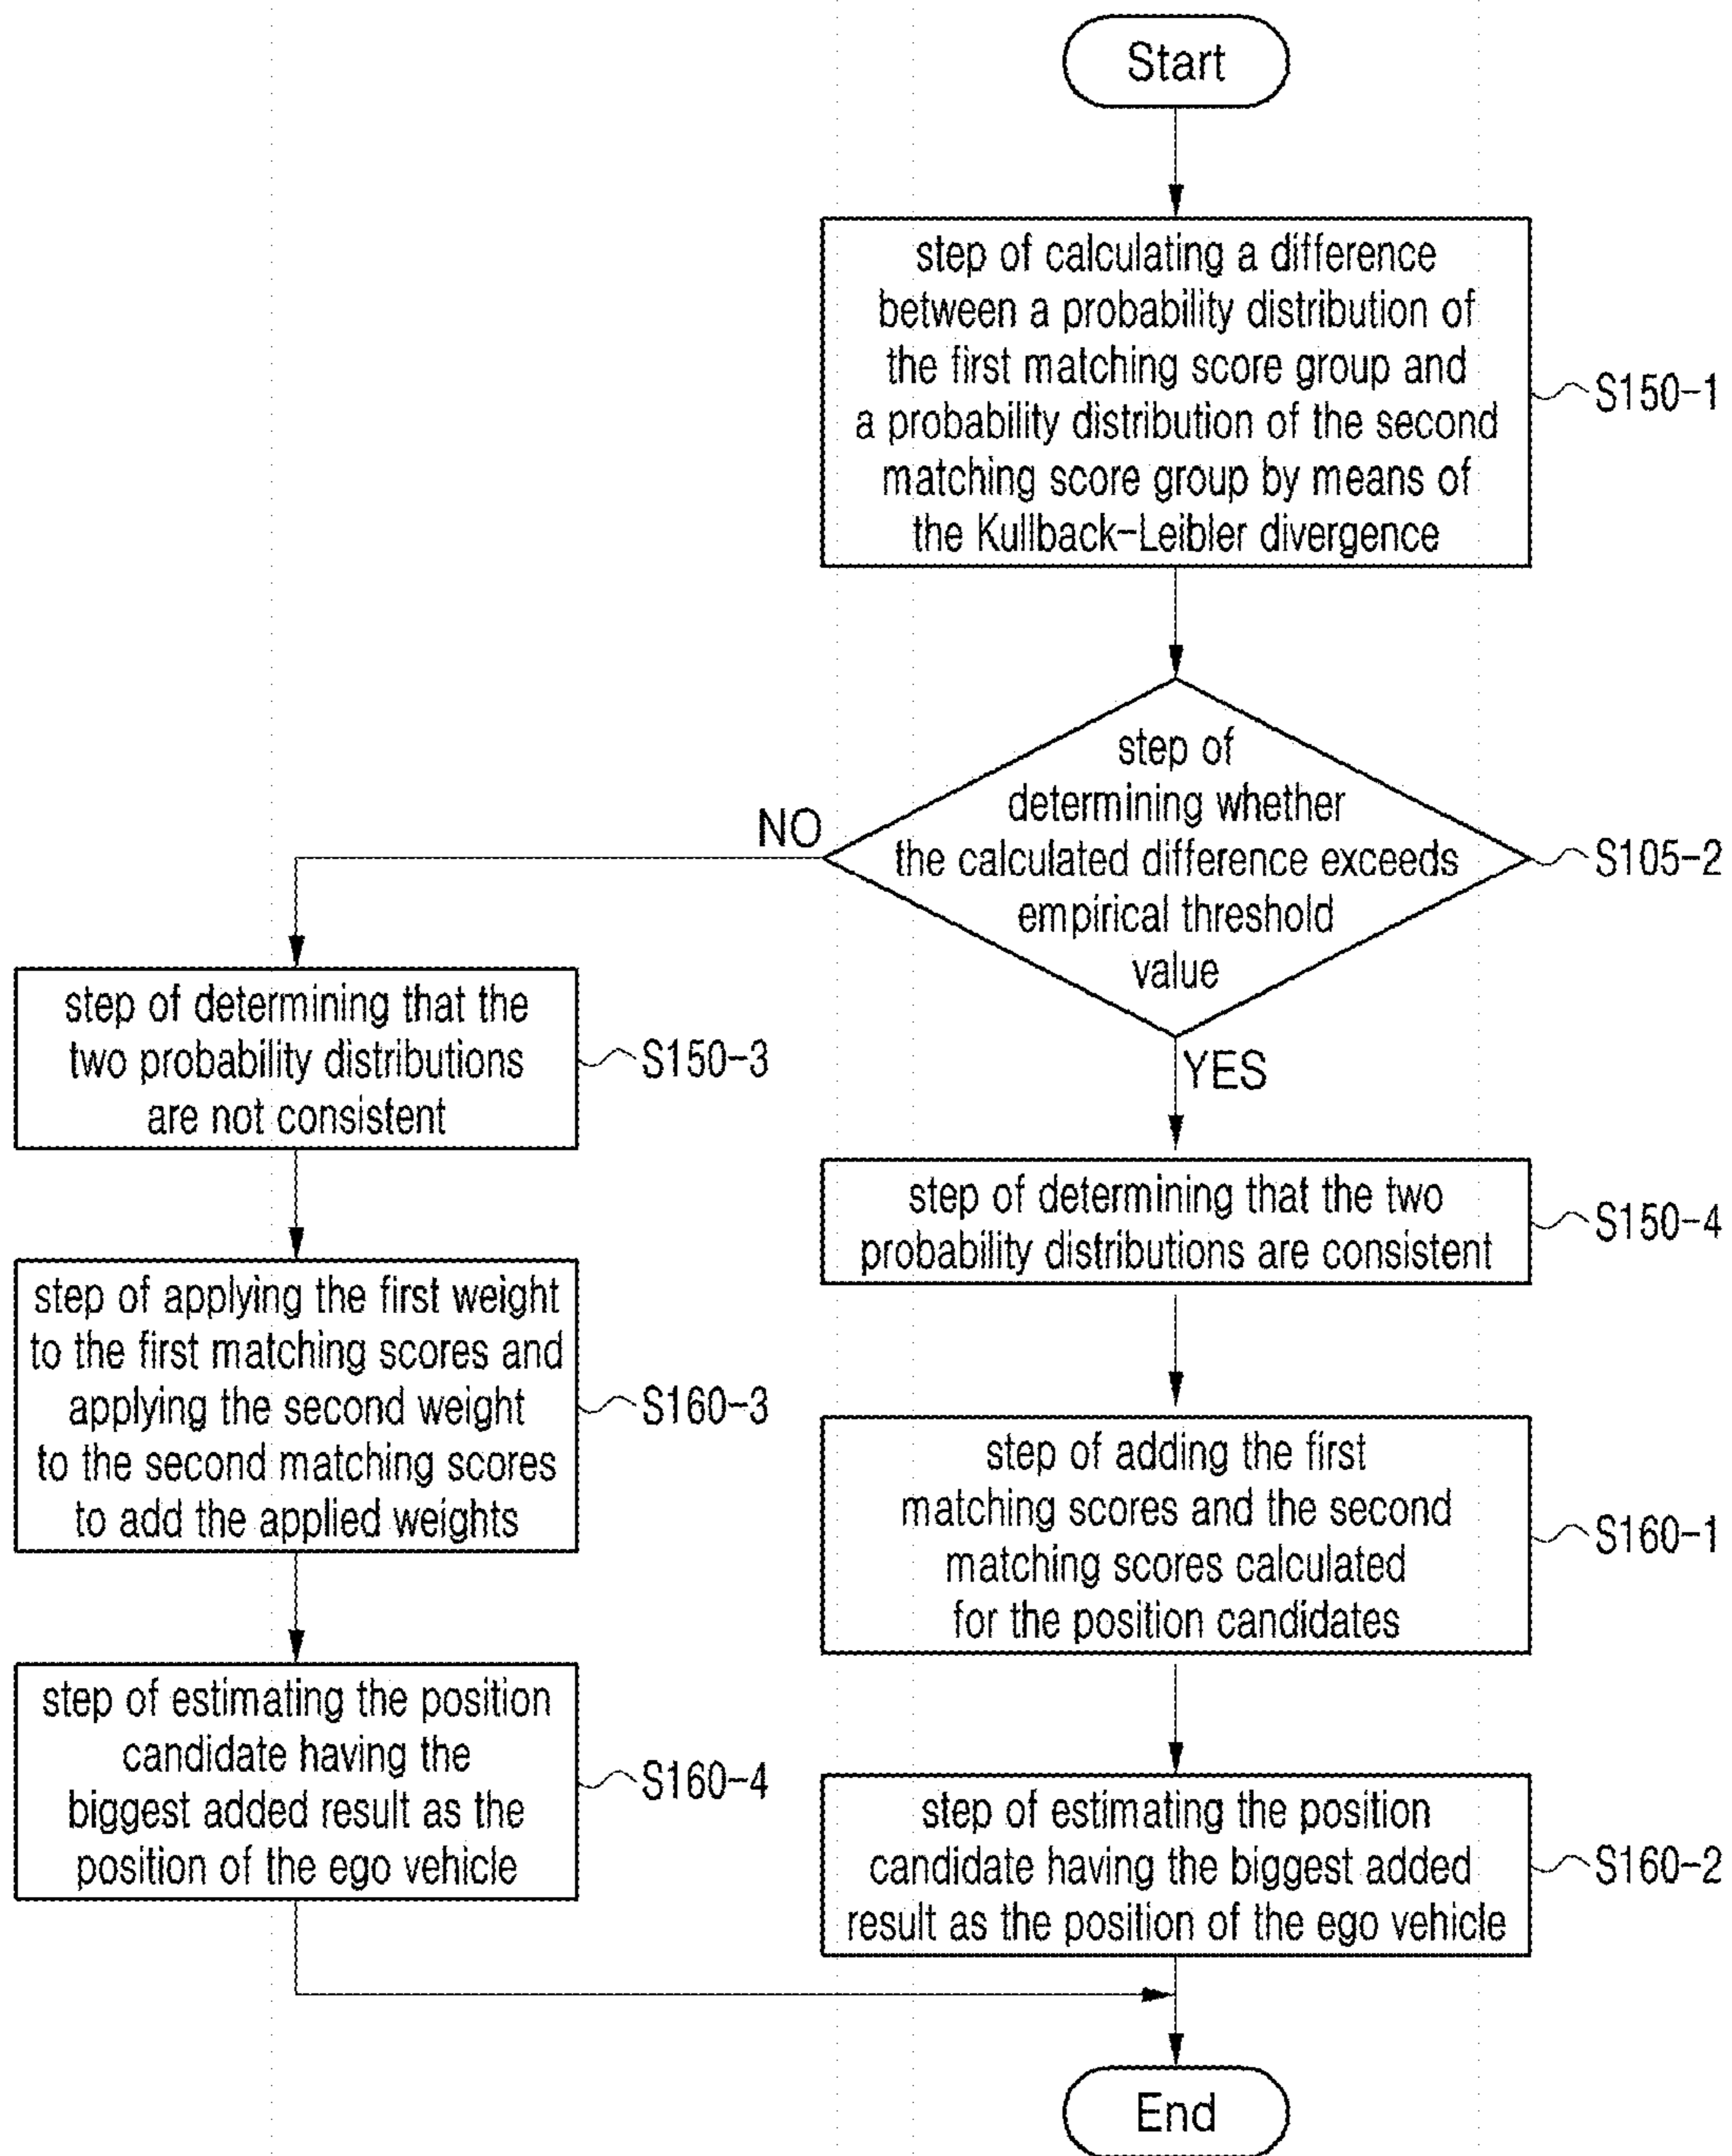 Start
step of calculating a difference
between a probability distribution of
the first matching score group and
a probability distribution of the second
matching score group by means of
the Kullback-Leibler divergence
S150-1
step of
determining whether
the calculated difference exceeds
empirical threshold
value
S105-2
NO
YES
step of determining that the
two probability distributions
are not consistent
S150-3
step of determining that the two
probability distributions are consistent
S150-4
step of applying the first weight
to the first matching scores and
applying the second weight
to the second matching scores
to add the applied weights
S160-3
step of adding the first
matching scores and the second
matching scores calculated
for the position candidates
S160-1
step of estimating the position
candidate having the
biggest added result as the
position of the ego vehicle
S160-4
step of estimating the position
candidate having the biggest added
result as the position of the ego vehicle
S160-2
End